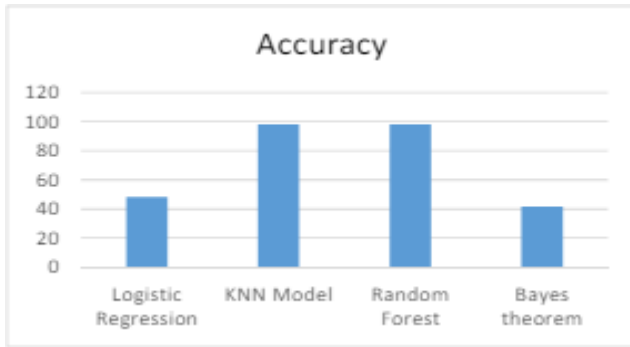 Accuracy
120
100
80
60
40
20
0
Logistic Regression
KNN Model
Random Forest
Bayes theorem